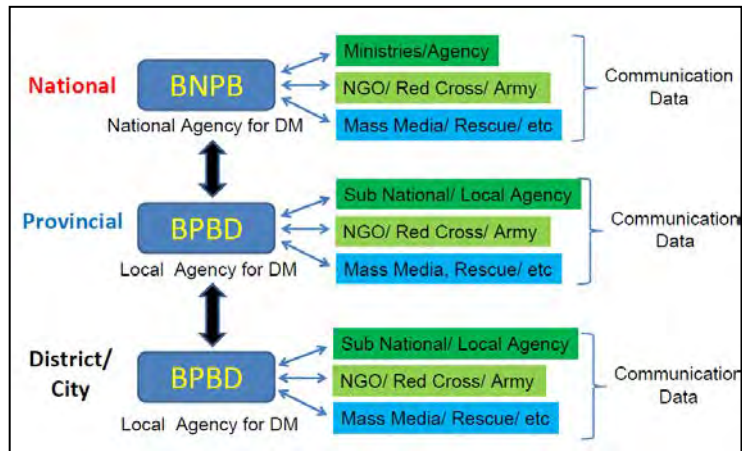 National
BNPB
National Agency for DM
Ministries/Agency
NGO/ Red Cross/ Army
Mass Media/ Rescue/ etc
Communication
Data
Provincial
BPBD
Local Agency for DM
Sub National/ Local Agency
NGO/ Red Cross/ Army
Mass Media, Rescue/ etc
Communication
Data
District/
City
BPBD
Local Agency for DM
Sub National/ Local Agency
NGO/ Red Cross/ Army
Mass Media/ Rescue/ etc
Communication
Data